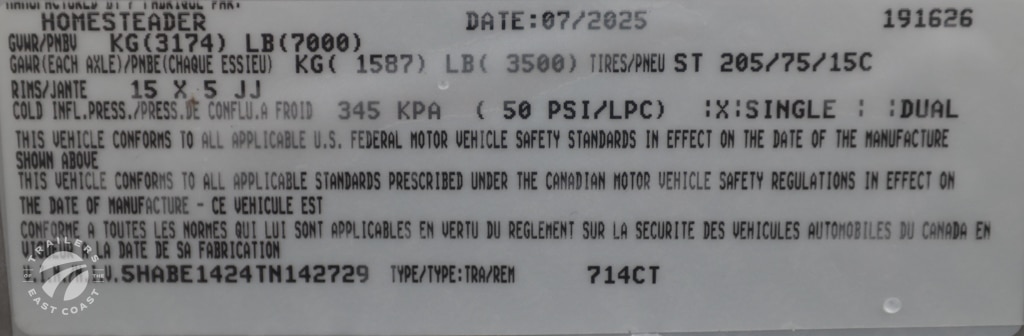 MANUFACTURED BY / FABRIQUE PAR:
HOMESTEADER DATE:07/2025 191626
GVWR/PNBV KG(3174) LB(7000)
GAWR(EACH AXLE)/PNBE(CHAQUE ESSIEU) KG( 1587) LB( 3500) TIRES/PNEU ST 205/75/15C
RIMS/JANTE 15 X 5 JJ
COLD INFL.PRESS./PRESS.DE CONFLU.A FROID 345 KPA ( 50 PSI/LPC) :X:SINGLE : :DUAL
THIS VEHICLE CONFORMS TO ALL APPLICABLE U.S. FEDERAL MOTOR VEHICLE SAFETY STANDARDS IN EFFECT ON THE DATE OF THE MANUFACTURE
SHOWN ABOVE
THIS VEHICLE CONFORMS TO ALL APPLICABLE STANDARDS PRESCRIBED UNDER THE CANADIAN MOTOR VEHICLE SAFETY REGULATIONS IN EFFECT ON
THE DATE OF MANUFACTURE - CE VEHICULE EST
CONFORME A TOUTES LES NORMES QUI LUI SONT APPLICABLES EN VERTU DU REGLEMENT SUR LA SECURITE DES VEHICULES AUTOMOBILES DU CANADA EN
A LA DATE DE SA FABRICATION
5HABE1424TN142729 TYPE/TYPE:TRA/REM 714CT
TRAILERS
THE
EAST COAST